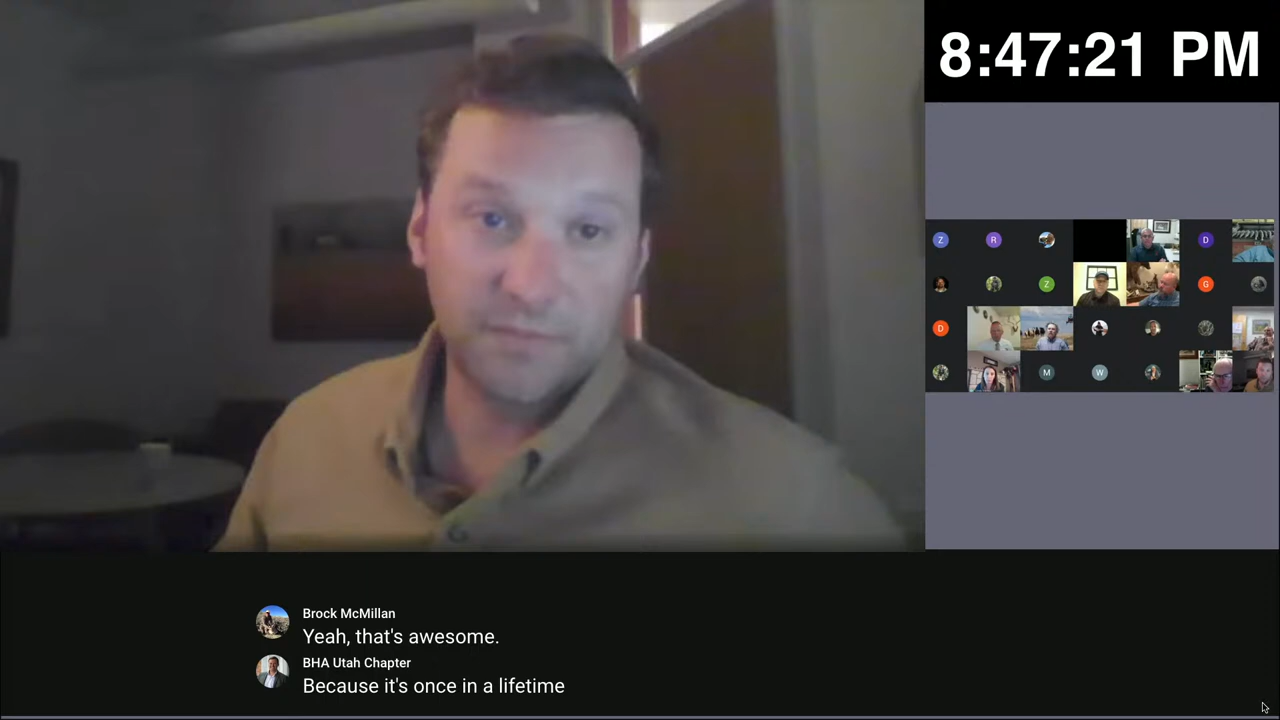 8:47:21 PM
Z
R
D
Z
G
D
M
W
Brock McMillan
Yeah, that's awesome.
BHA Utah Chapter
Because it's once in a lifetime